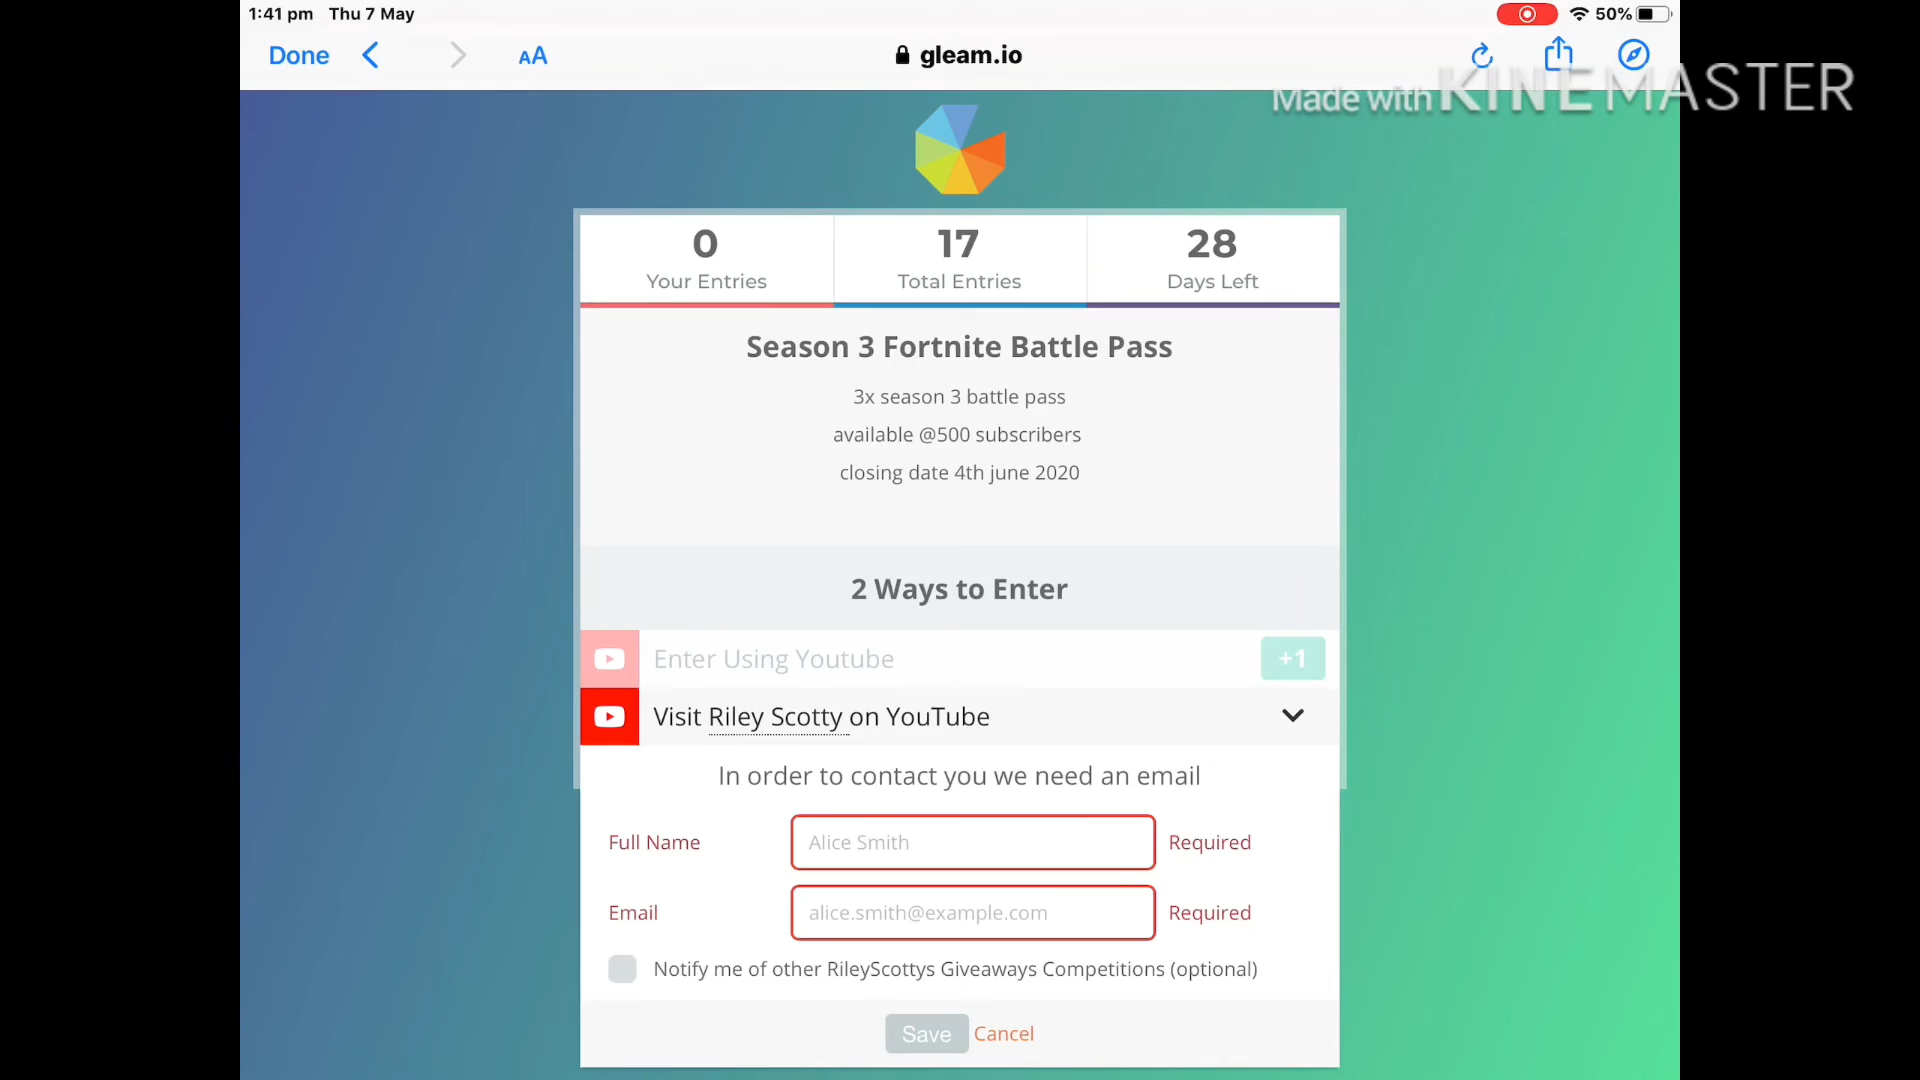 1:41 pm Thu 7 May
50%
Done
AA
gleam.io
Made with KINEMASTER
0
Your Entries
17
Total Entries
28
Days Left
Season 3 Fortnite Battle Pass
3x season 3 battle pass
available @500 subscribers
closing date 4th june 2020
2 Ways to Enter
Enter Using Youtube
+1
Visit Riley Scotty on YouTube
In order to contact you we need an email
Full Name
Alice Smith
Required
Email
alice.smith@example.com
Required
Notify me of other RileyScottys Giveaways Competitions (optional)
Save Cancel